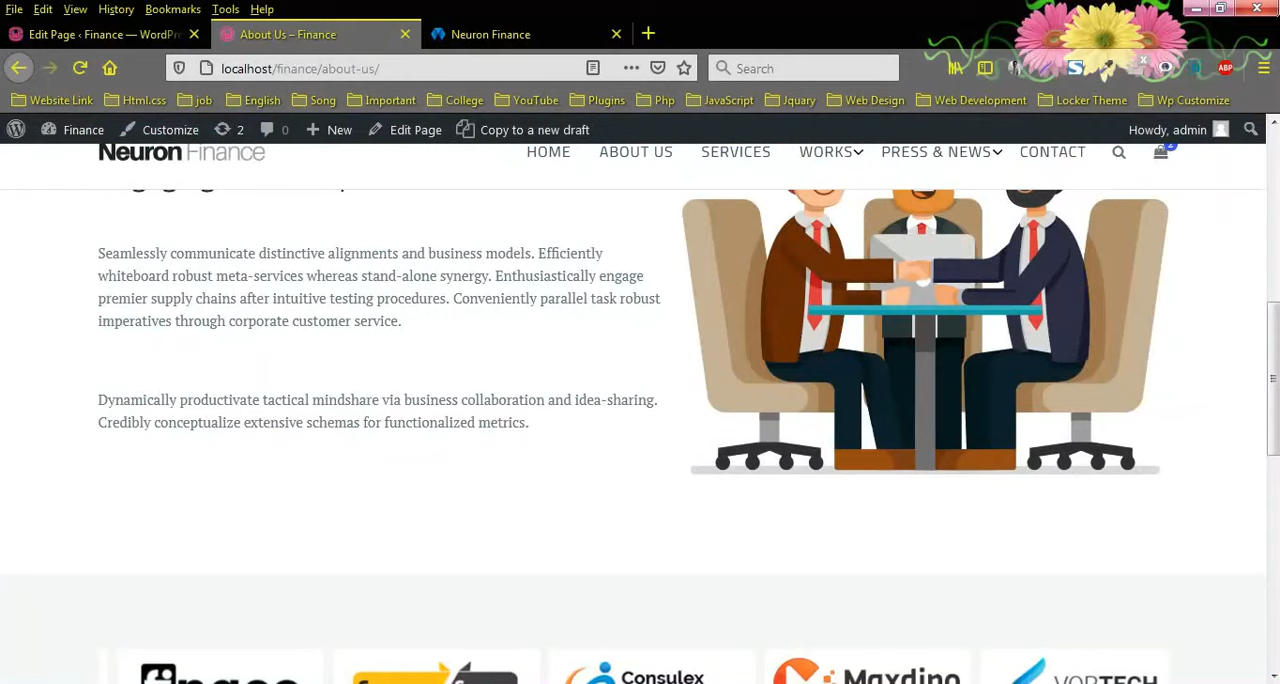 File Edit View History Bookmarks Tools Help
Edit Page ‹ Finance — WordPr
About Us – Finance
Neuron Finance
localhost/finance/about-us/
Search
ABP
Website Link Html.css job English Song Important College YouTube Plugins Php JavaScript Jquary Web Design Web Development Locker Theme Wp Customize
Finance Customize 2 0 New Edit Page Copy to a new draft Howdy, admin
Neuron Finance
HOME ABOUT US SERVICES WORKS PRESS & NEWS CONTACT
Seamlessly communicate distinctive alignments and business models. Efficiently
whiteboard robust meta-services whereas stand-alone synergy. Enthusiastically engage
premier supply chains after intuitive testing procedures. Conveniently parallel task robust
imperatives through corporate customer service.
Dynamically productivate tactical mindshare via business collaboration and idea-sharing.
Credibly conceptualize extensive schemas for functionalized metrics.
Consulex
Maxdino
VORTECH